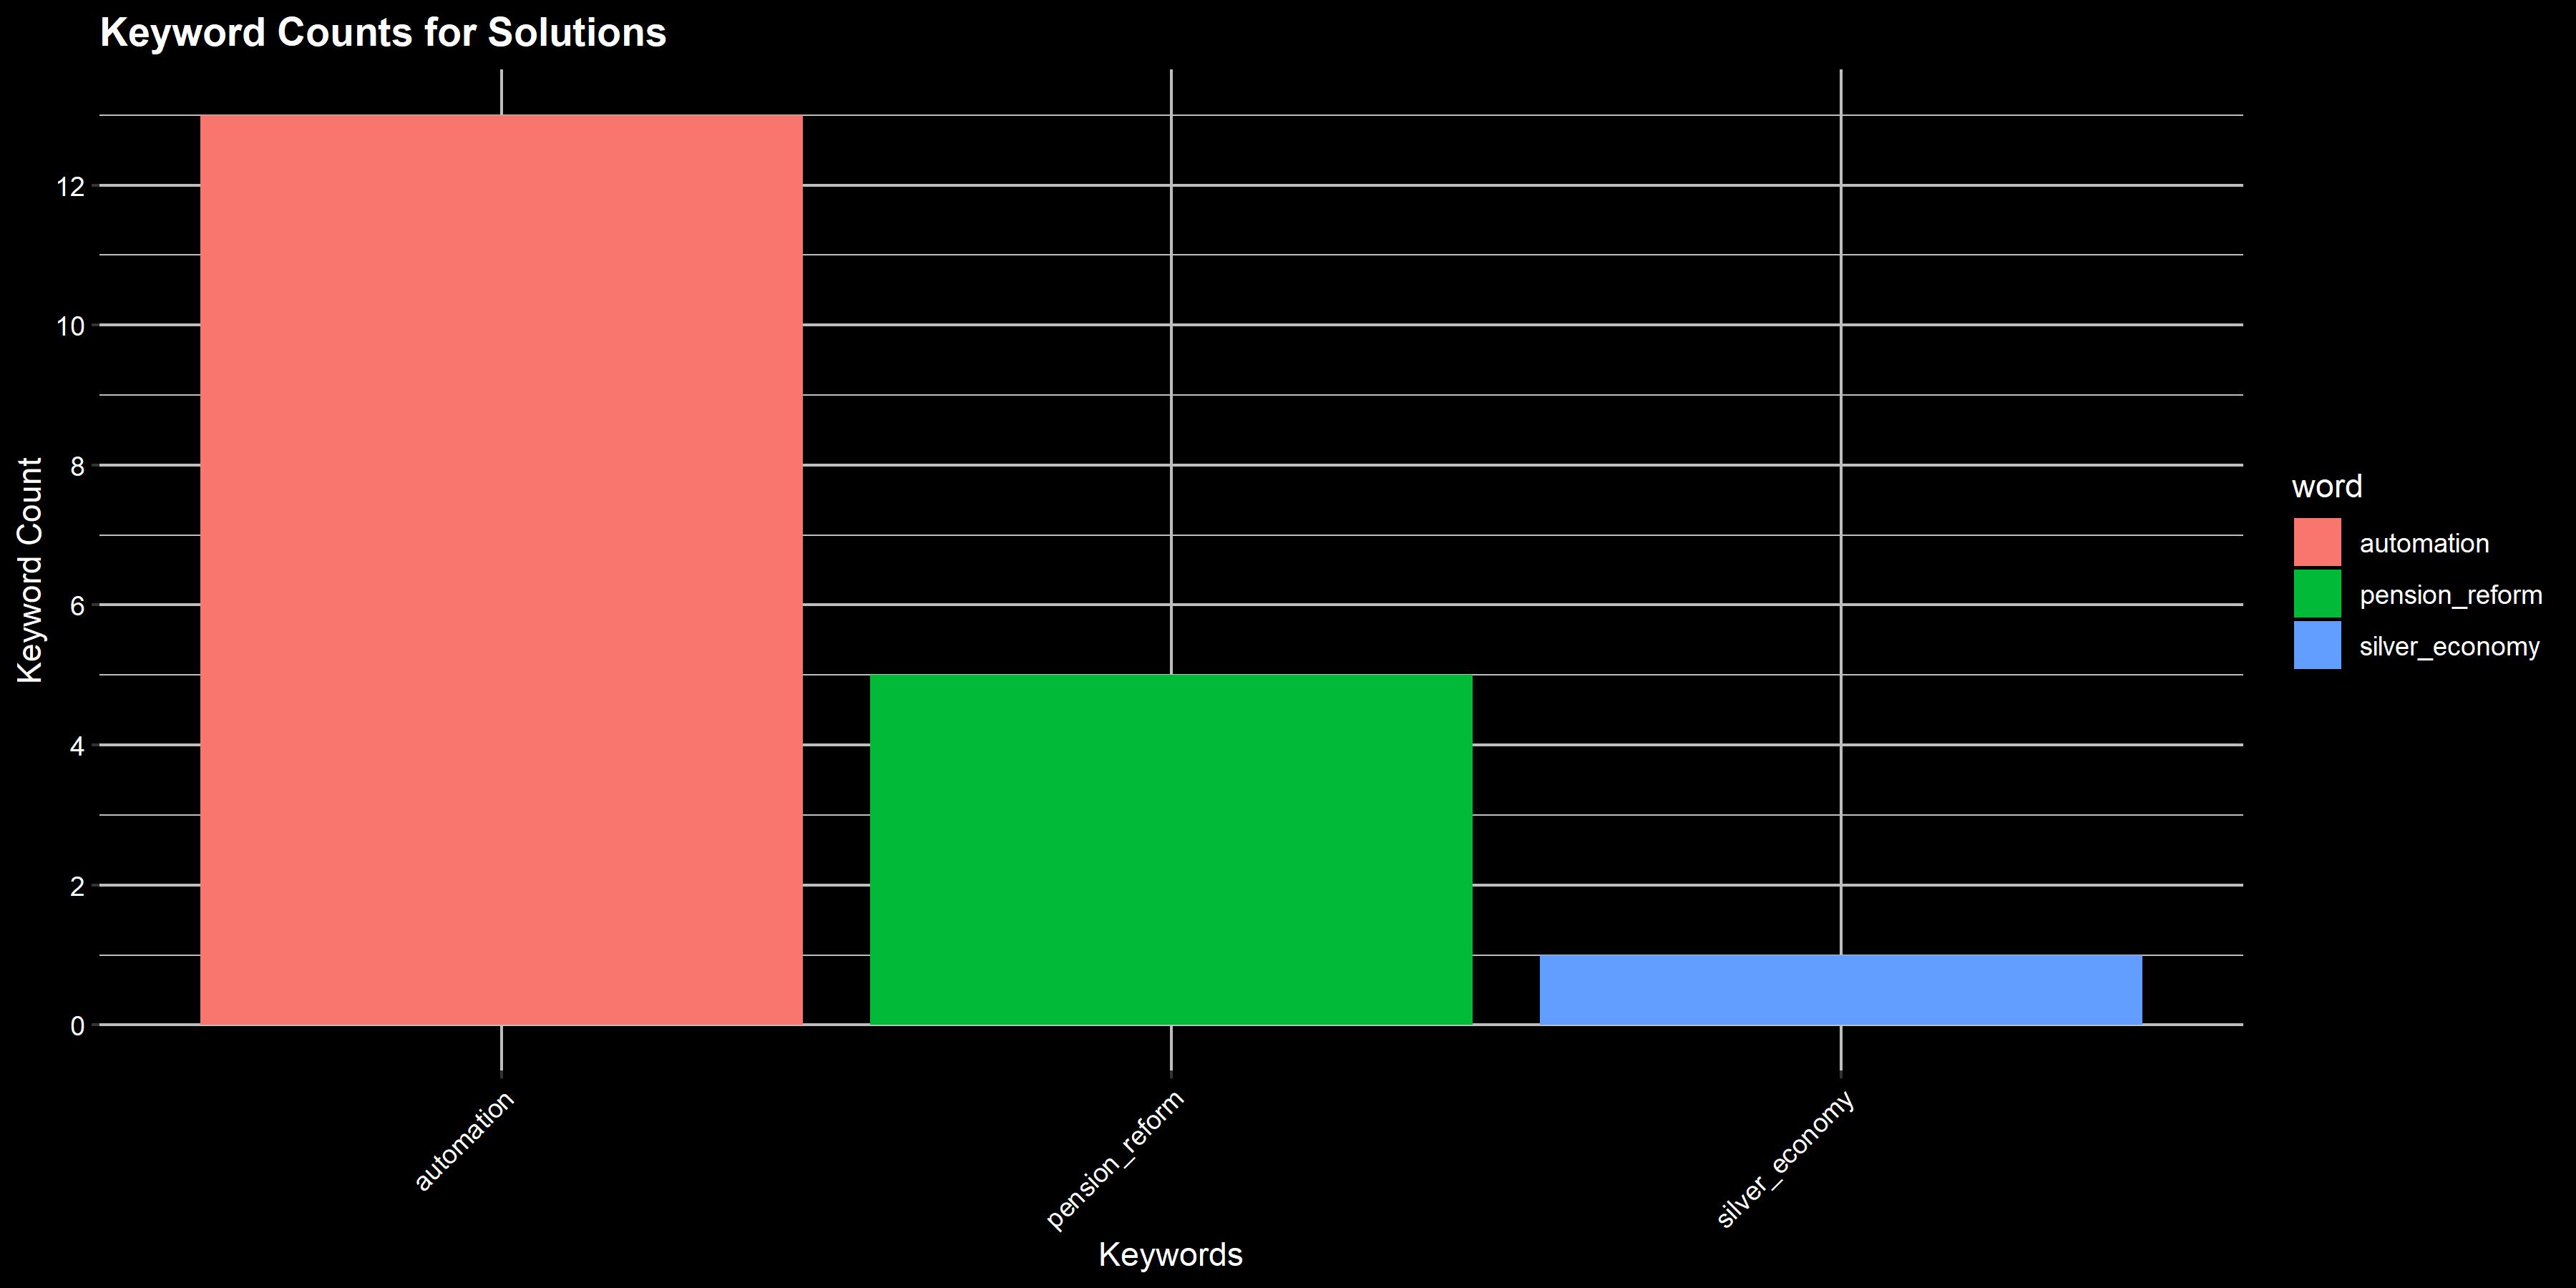 Keyword Counts for Solutions
Keyword Count
12
10
8
6
4
2
0
automation
pension_reform
silver_economy
Keywords
word
automation
pension_reform
silver_economy